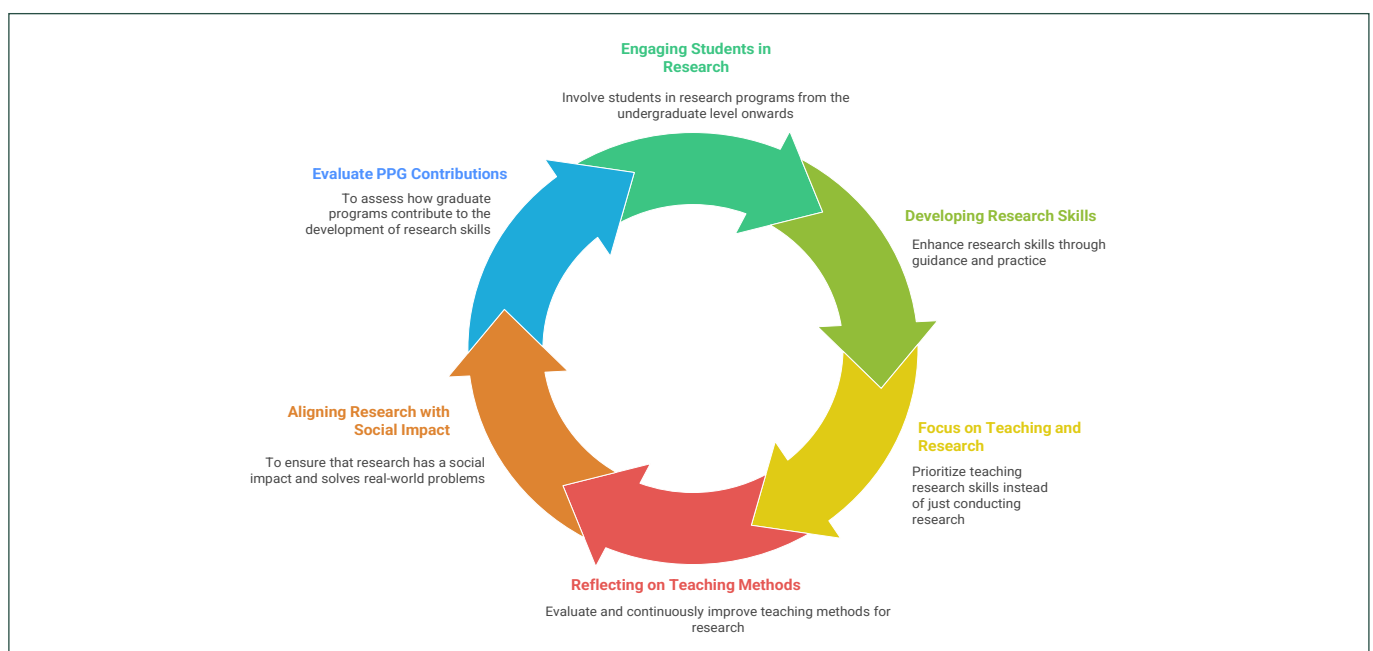 Engaging Students in
Research
Involve students in research programs from the
undergraduate level onwards
Developing Research Skills
Enhance research skills through
guidance and practice
Focus on Teaching and
Research
Prioritize teaching
research skills instead
of just conducting
research
Reflecting on Teaching Methods
Evaluate and continuously improve teaching methods for
research
Aligning Research with
Social Impact
To ensure that research has a social
impact and solves real-world problems
Evaluate PPG Contributions
To assess how graduate
programs contribute to the
development of research skills